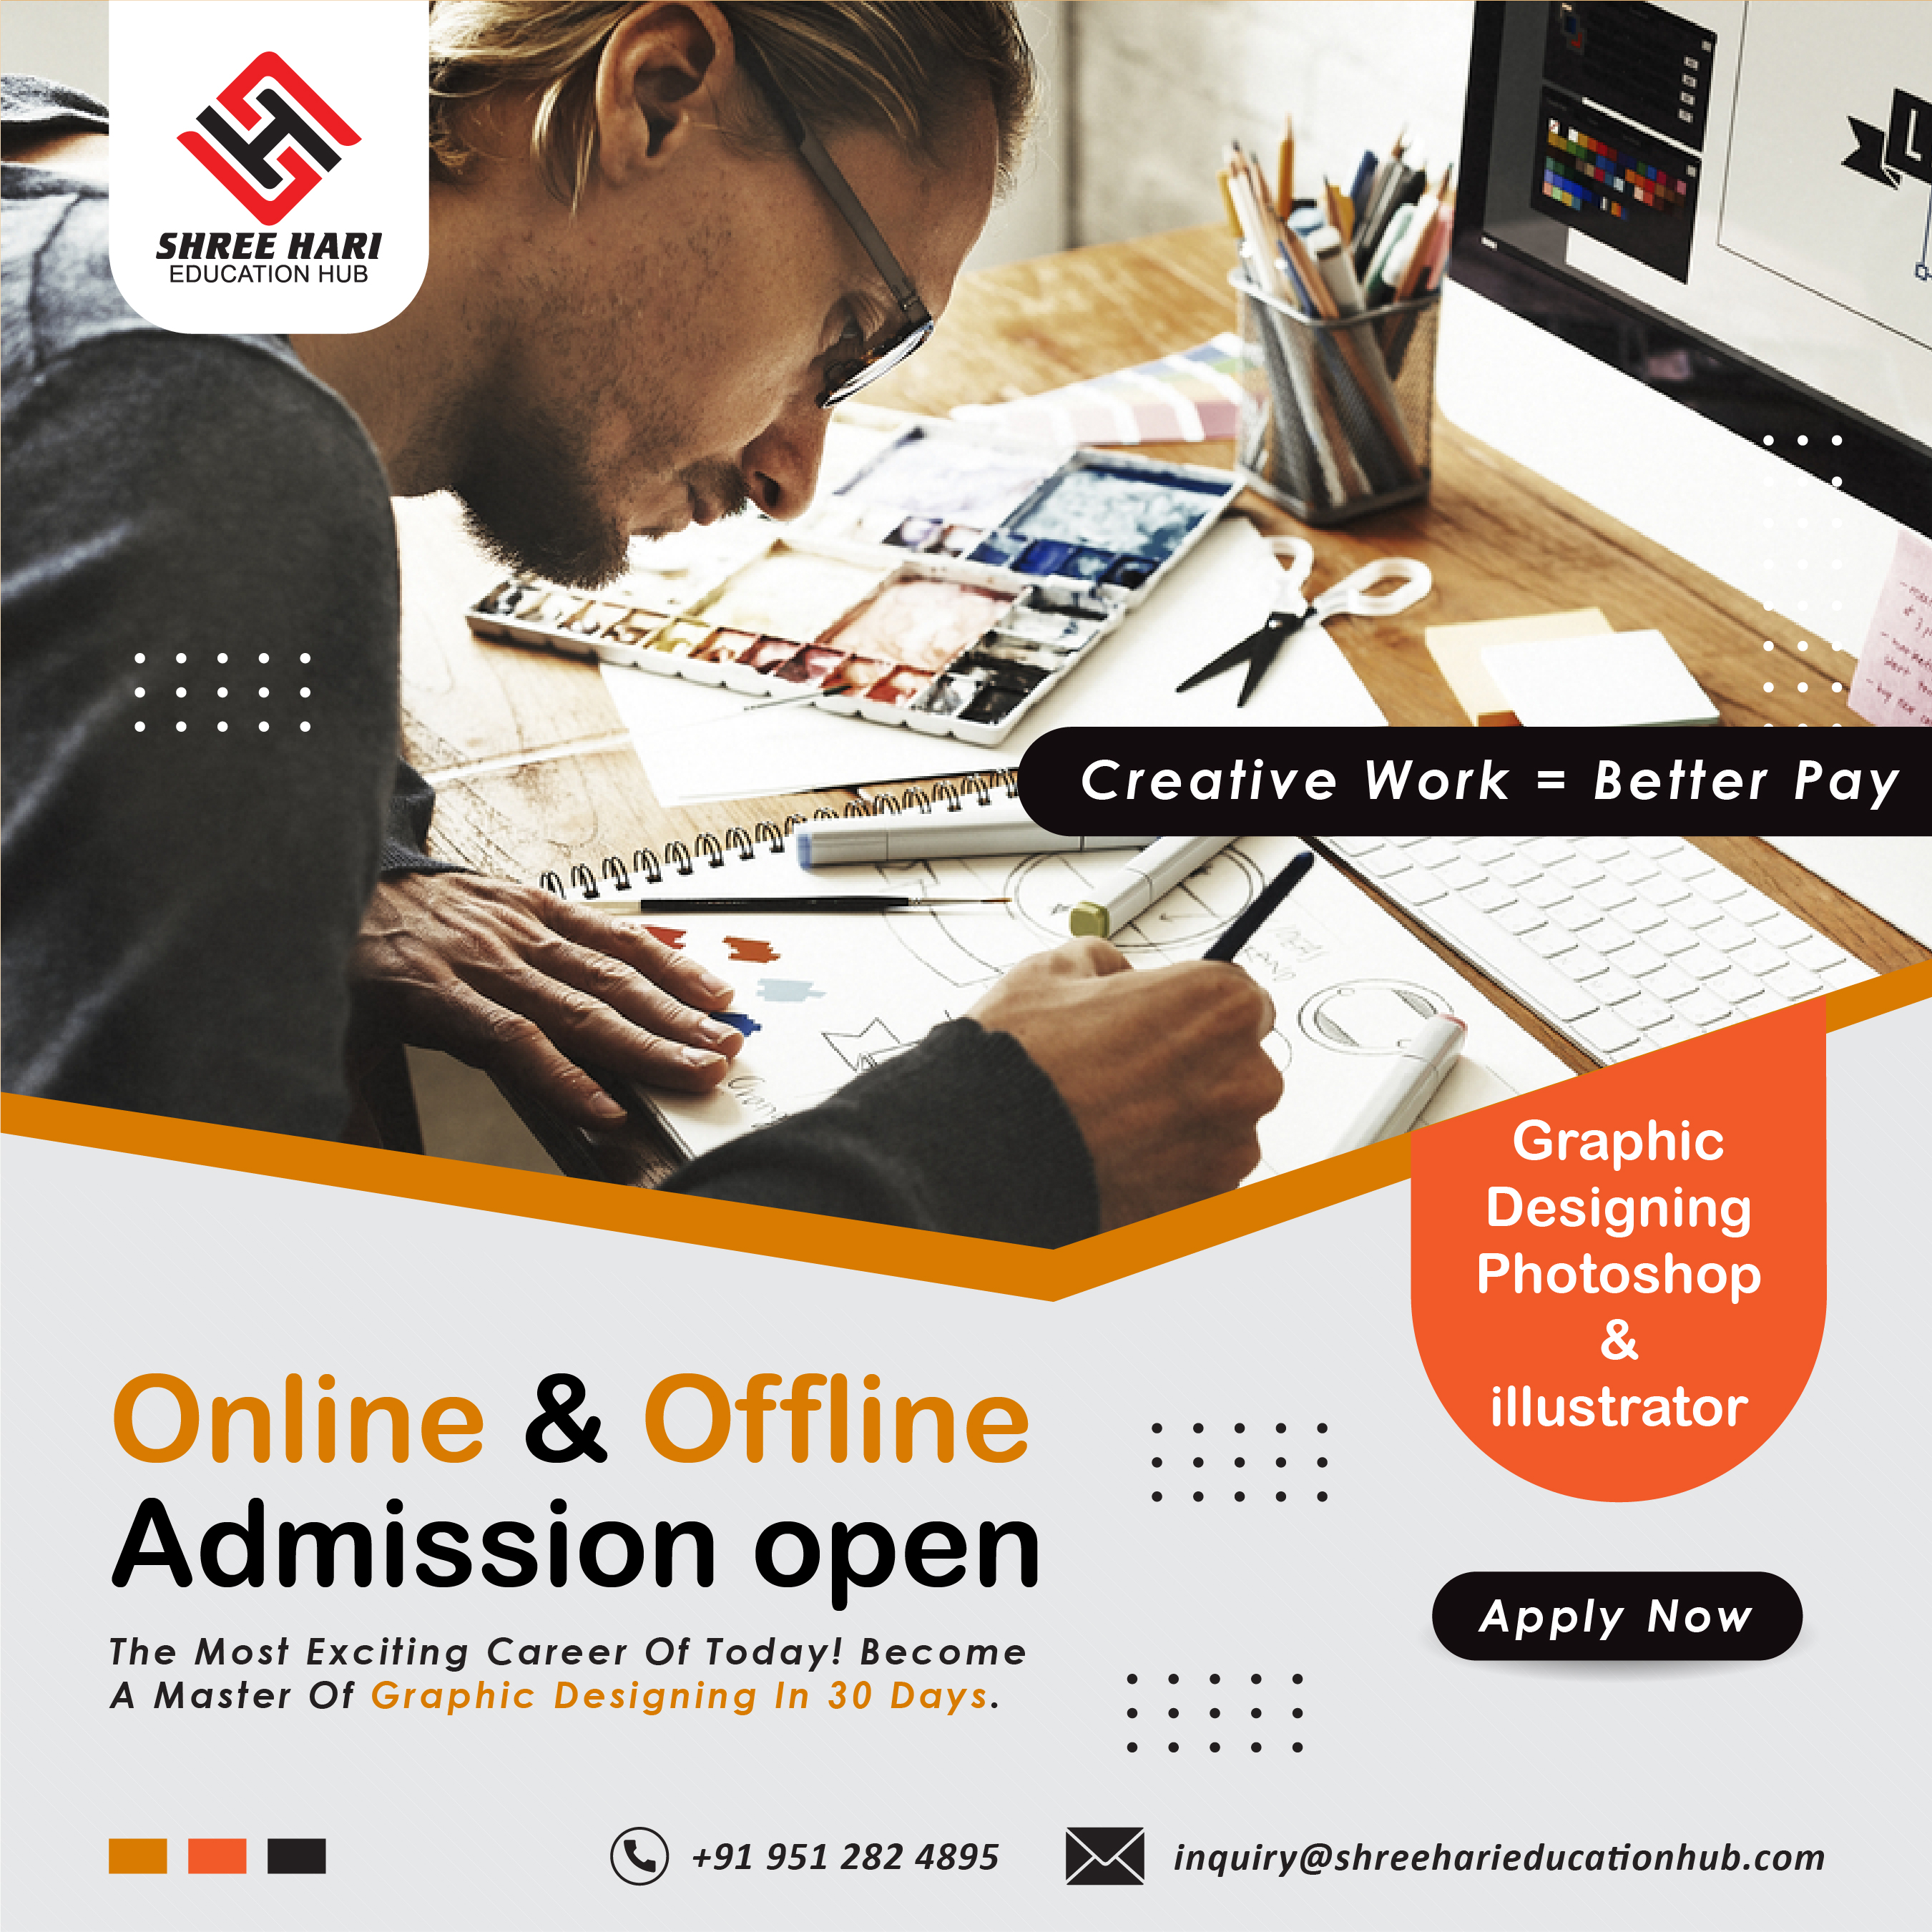 SHREE HARI
EDUCATION HUB
Creative Work = Better Pay
Graphic
Designing
Photoshop
&
illustrator
Online & Offline
Admission open
The Most Exciting Career Of Today! Become
A Master Of Graphic Designing In 30 Days.
Apply Now
+91 951 282 4895
inquiry@shreeharieducationhub.com